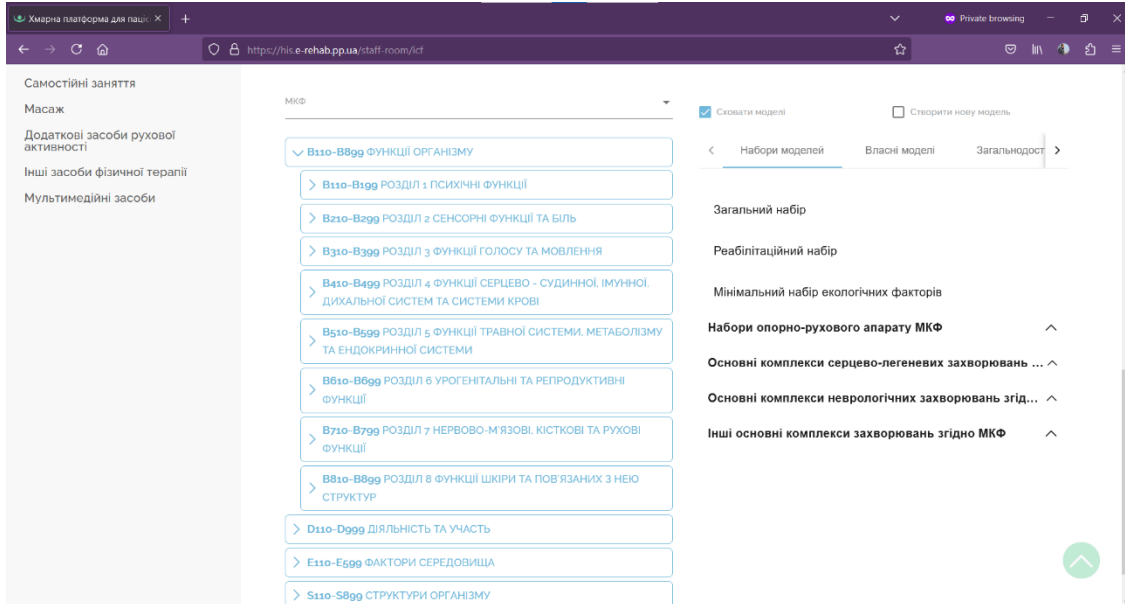 Хмарна платформа для паціє
Private browsing
https://his.e-rehab.pp.ua/staff-room/icf
Самостійні заняття
Масаж
Додаткові засоби рухової
активності
Інші засоби фізичної терапії
Мультимедійні засоби
МКФ
B110-B899 ФУНКЦІЇ ОРГАНІЗМУ
B110-B199 РОЗДІЛ 1 ПСИХІЧНІ ФУНКЦІЇ
B210-B299 РОЗДІЛ 2 СЕНСОРНІ ФУНКЦІЇ ТА БІЛЬ
B310-B399 РОЗДІЛ 3 ФУНКЦІЇ ГОЛОСУ ТА МОВЛЕННЯ
B410-B499 РОЗДІЛ 4 ФУНКЦІЇ СЕРЦЕВО - СУДИННОЇ, ІМУННОЇ,
ДИХАЛЬНОЇ СИСТЕМ ТА СИСТЕМИ КРОВІ
B510-B599 РОЗДІЛ 5 ФУНКЦІЇ ТРАВНОЇ СИСТЕМИ, МЕТАБОЛІЗМУ
ТА ЕНДОКРИННОЇ СИСТЕМИ
B610-B699 РОЗДІЛ 6 УРОГЕНІТАЛЬНІ ТА РЕПРОДУКТИВНІ
ФУНКЦІЇ
B710-B799 РОЗДІЛ 7 НЕРВОВО-М'ЯЗОВІ, КІСТКОВІ ТА РУХОВІ
ФУНКЦІЇ
B810-B899 РОЗДІЛ 8 ФУНКЦІЇ ШКІРИ ТА ПОВ'ЯЗАНИХ З НЕЮ
СТРУКТУР
D110-D999 ДІЯЛЬНІСТЬ ТА УЧАСТЬ
E110-E599 ФАКТОРИ СЕРЕДОВИЩА
S110-S899 СТРУКТУРИ ОРГАНІЗМУ
Сховати моделі
Створити нову модель
Набори моделей
Власні моделі
Загальнодост
Загальний набір
Реабілітаційний набір
Мінімальний набір екологічних факторів
Набори опорно-рухового апарату МКФ
Основні комплекси серцево-легеневих захворювань ...
Основні комплекси неврологічних захворювань згід...
Інші основні комплекси захворювань згідно МКФ